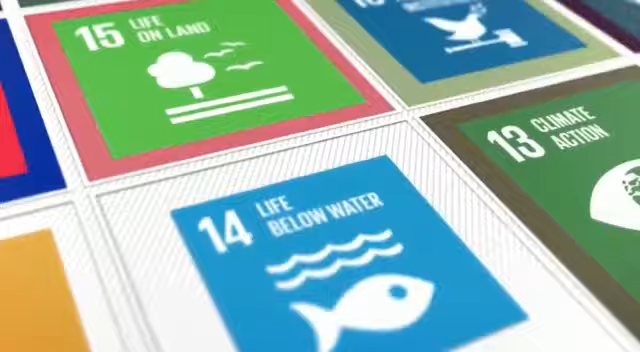 15 LIFE
ON LAND
14 LIFE
BELOW WATER
13 CLIMATE
ACTION